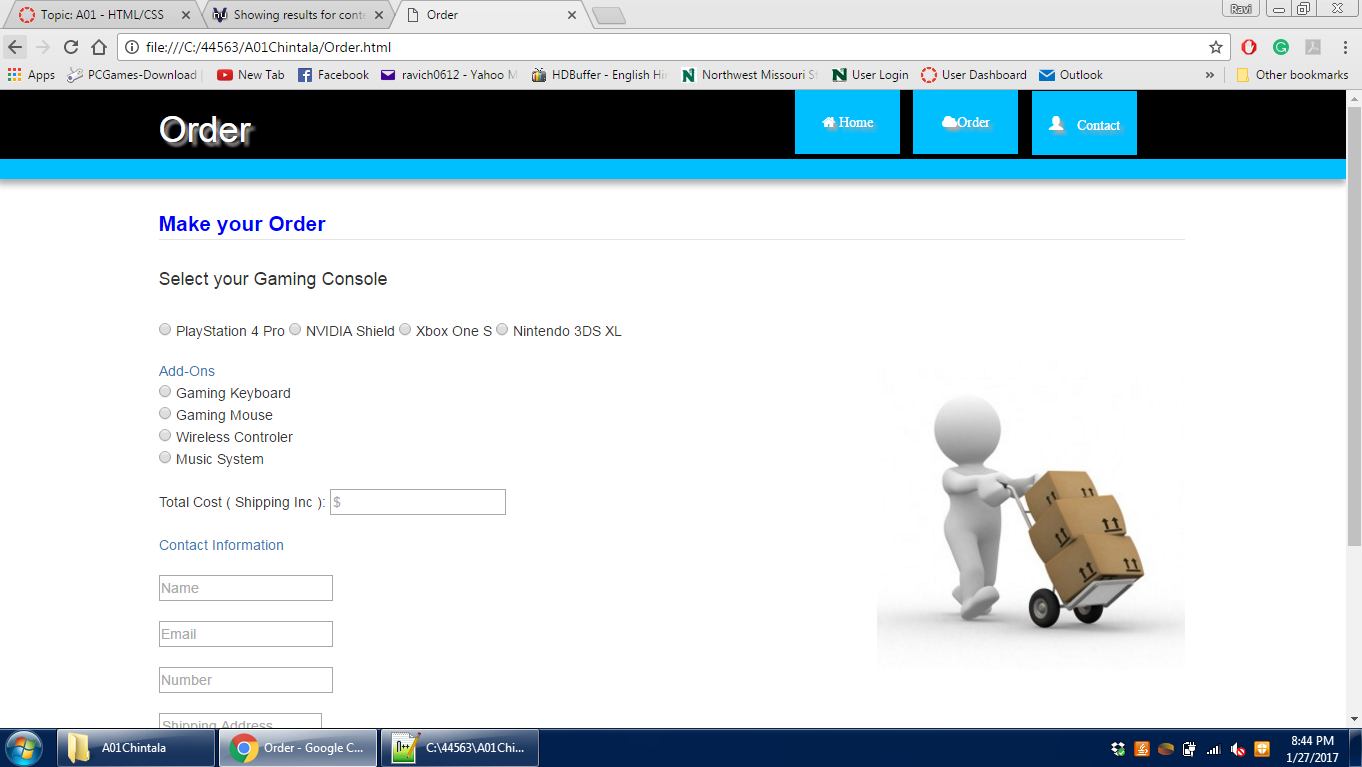 Topic: A01 - HTML/CSS
Showing results for conte
Order
Ravi
file:///C:/44563/A01Chintala/Order.html
Apps
PCGames-Download
New Tab
Facebook
ravich0612 - Yahoo M
HDBuffer - English Hi
Northwest Missouri S
User Login
User Dashboard
Outlook
»
Other bookmarks
Order
Home
Order
Contact
Make your Order
Select your Gaming Console
PlayStation 4 Pro NVIDIA Shield Xbox One S Nintendo 3DS XL
Add-Ons
Gaming Keyboard
Gaming Mouse
Wireless Controler
Music System
Total Cost ( Shipping Inc ): $
Contact Information
Name
Email
Number
Shipping Address
A01Chintala
Order - Google C...
C:\44563\A01Chi...
8:44 PM
1/27/2017